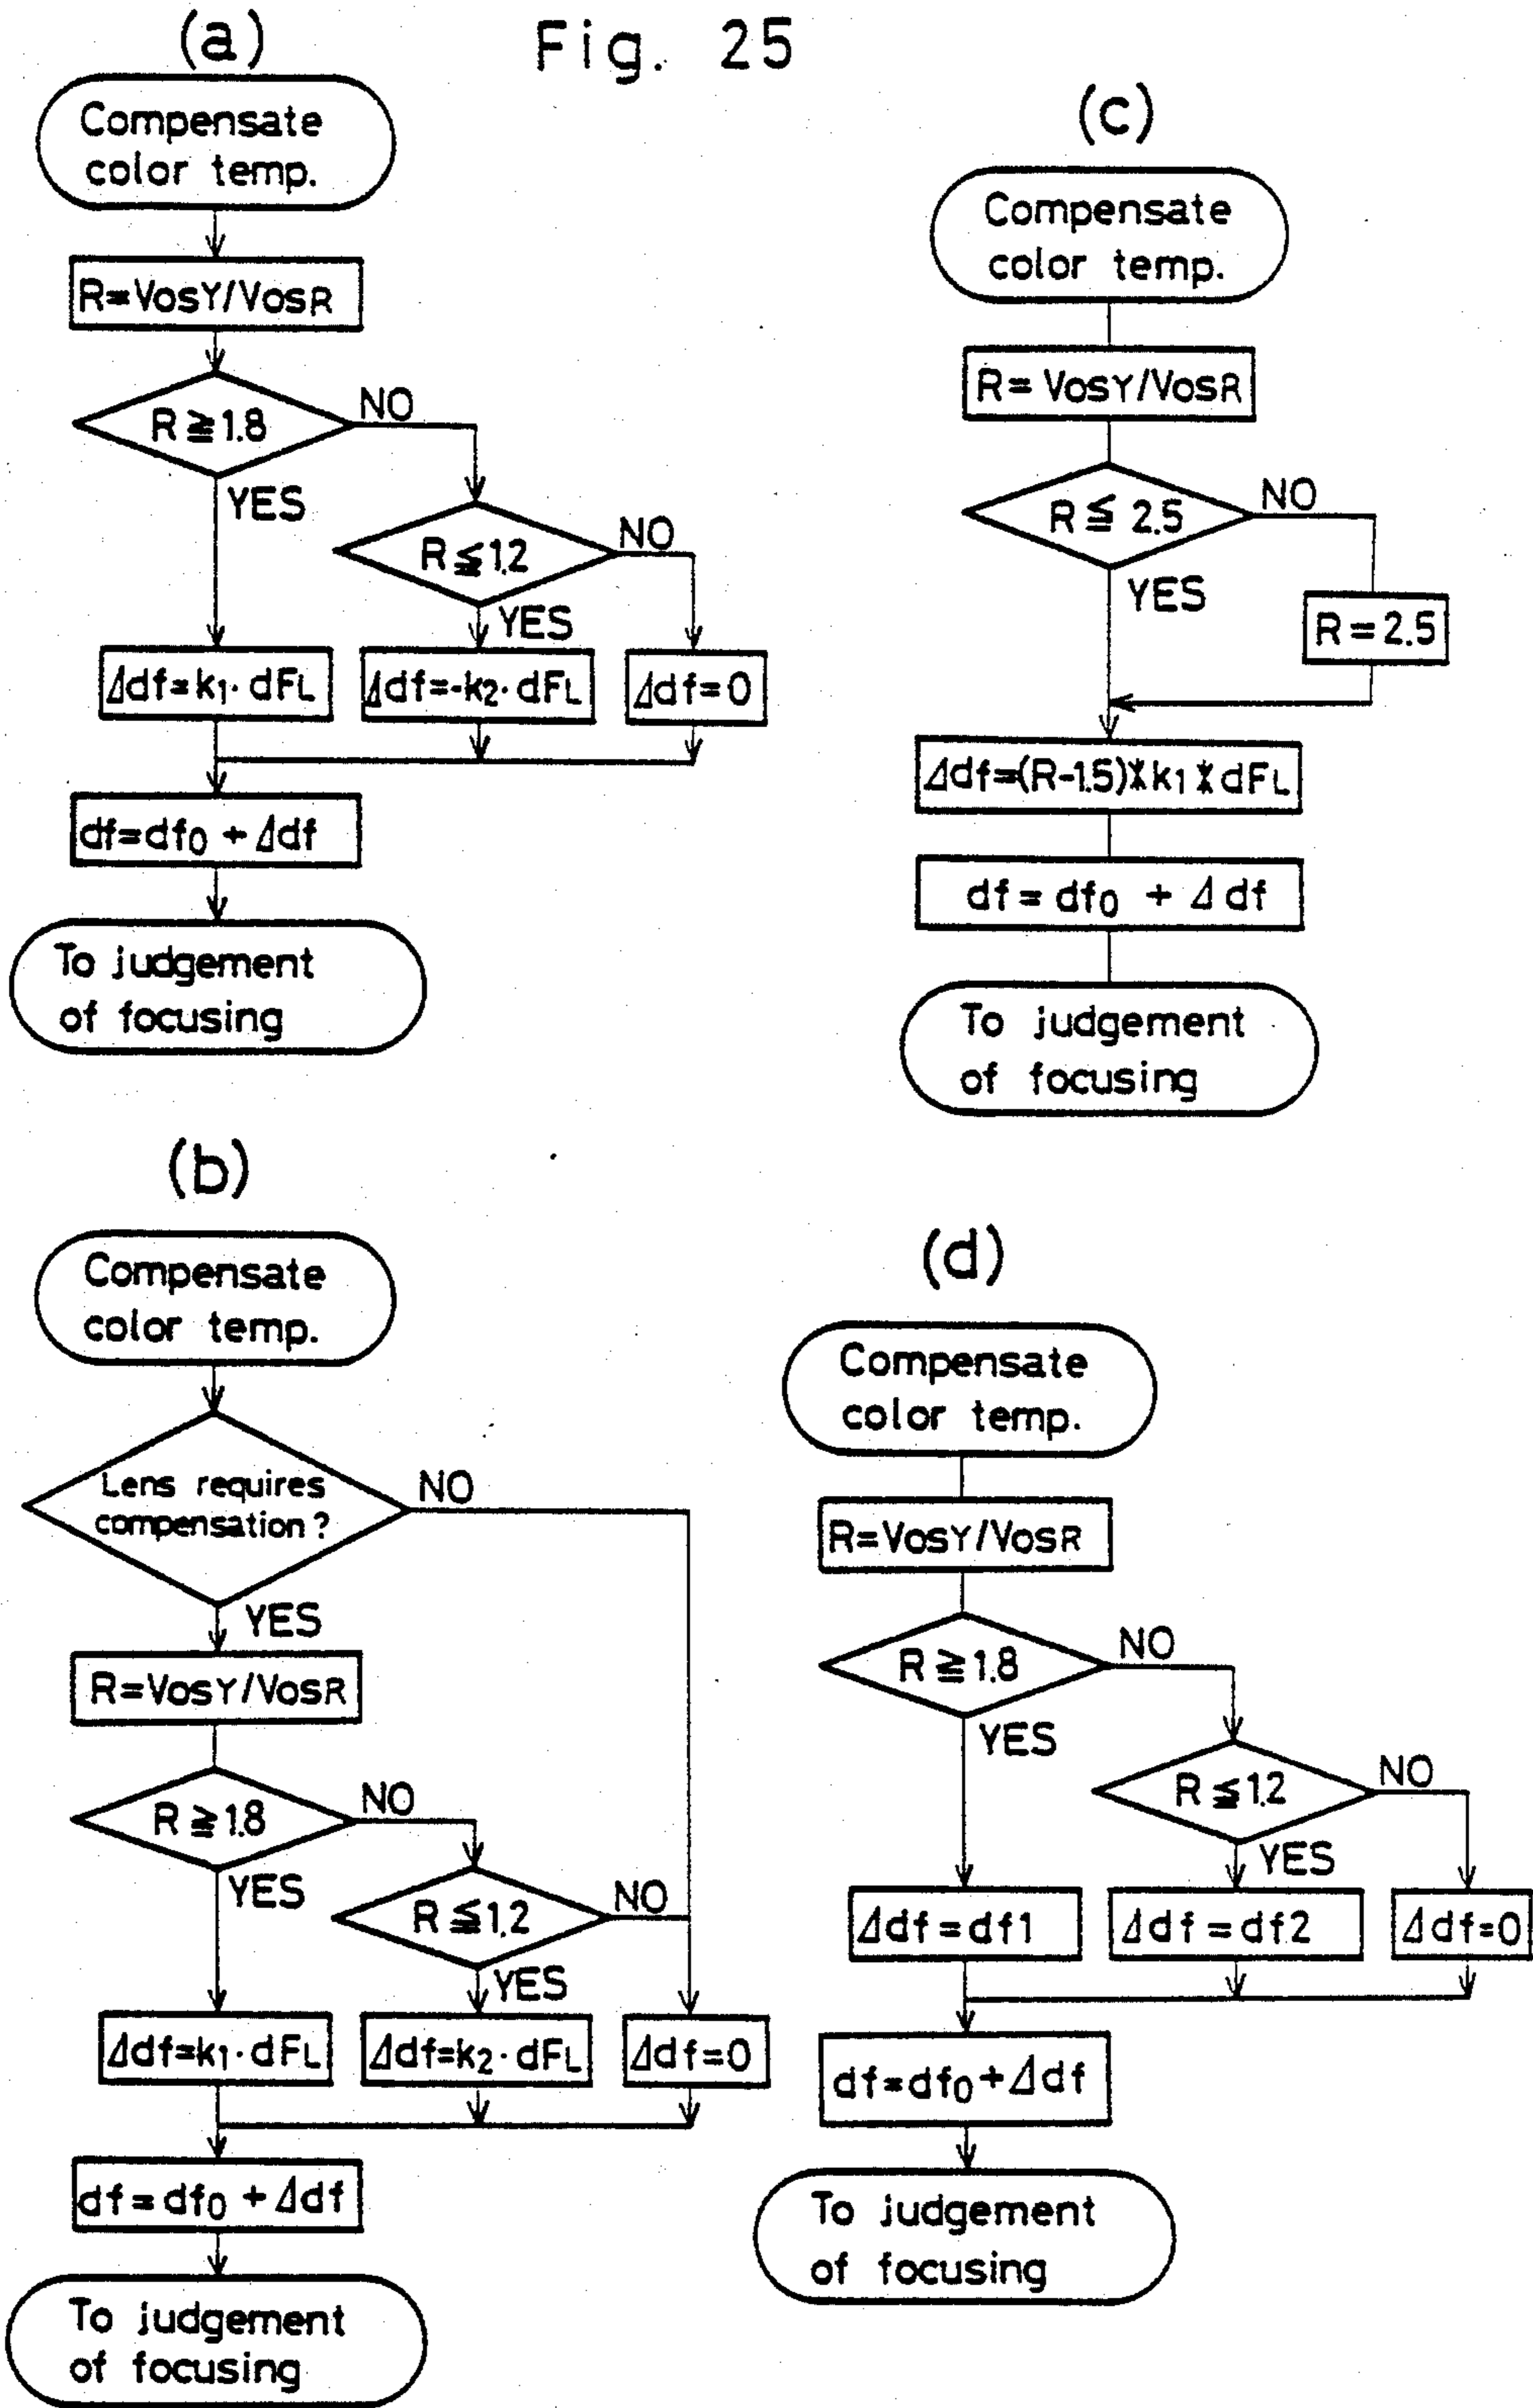 Fig. 25
(a)
Compensate
color temp.
R=VosY/VosR
R≧1.8
NO
YES
R≦1.2
NO
YES
Δdf=k1·dFL
Δdf=-k2·dFL
Δdf=0
df=df0+Δdf
To judgement
of focusing
(b)
Compensate
color temp.
Lens requires
compensation?
NO
YES
R=VosY/VosR
R≧1.8
NO
YES
R≦1.2
NO
YES
Δdf=k1·dFL
Δdf=k2·dFL
Δdf=0
df=df0+Δdf
To judgement
of focusing
(c)
Compensate
color temp.
R=VosY/VosR
R≦2.5
NO
YES
R=2.5
Δdf=(R-1.5)*k1*dFL
df=df0+Δdf
To judgement
of focusing
(d)
Compensate
color temp.
R=VosY/VosR
R≧1.8
NO
YES
R≦1.2
NO
YES
Δdf=df1
Δdf=df2
Δdf=0
df=df0+Δdf
To judgement
of focusing